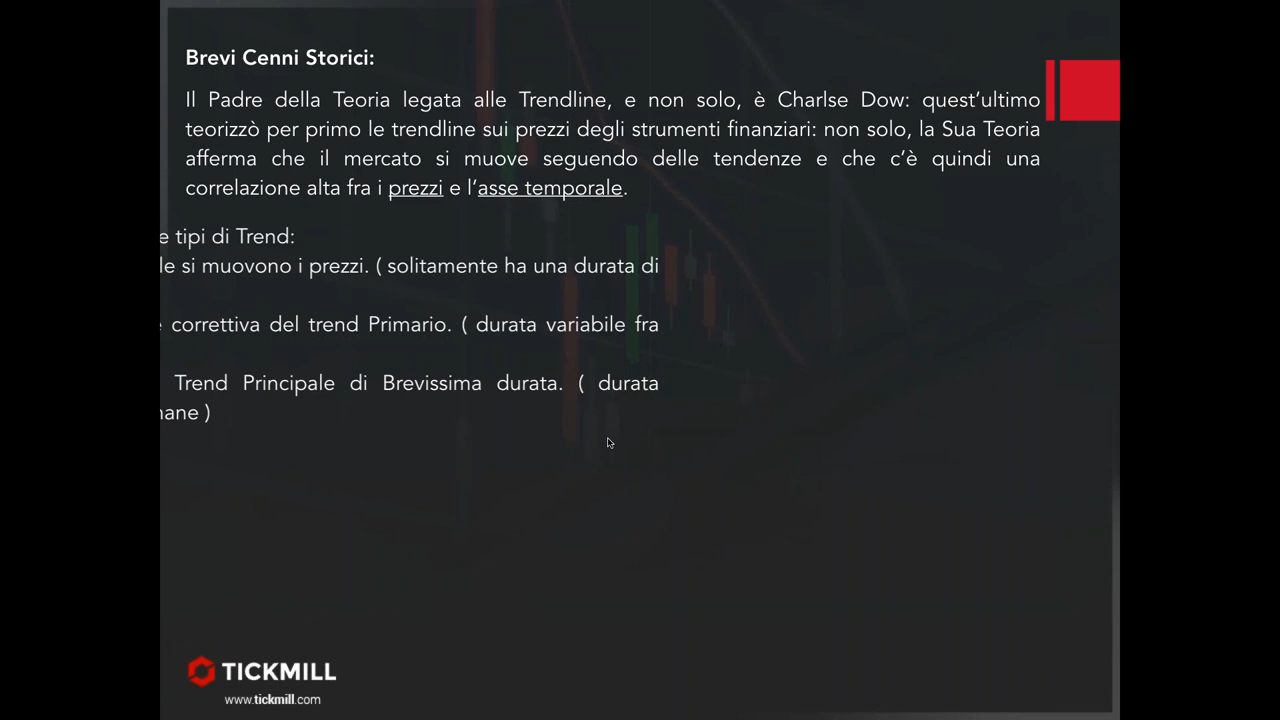 Brevi Cenni Storici:
Il Padre della Teoria legata alle Trendline, e non solo, è Charlse Dow: quest’ultimo
teorizzò per primo le trendline sui prezzi degli strumenti finanziari: non solo, la Sua Teoria
afferma che il mercato si muove seguendo delle tendenze e che c’è quindi una
correlazione alta fra i prezzi e l’asse temporale.
e tipi di Trend:
le si muovono i prezzi. ( solitamente ha una durata di
correttiva del trend Primario. ( durata variabile fra
Trend Principale di Brevissima durata. ( durata
)
TICKMILL
www.tickmill.com